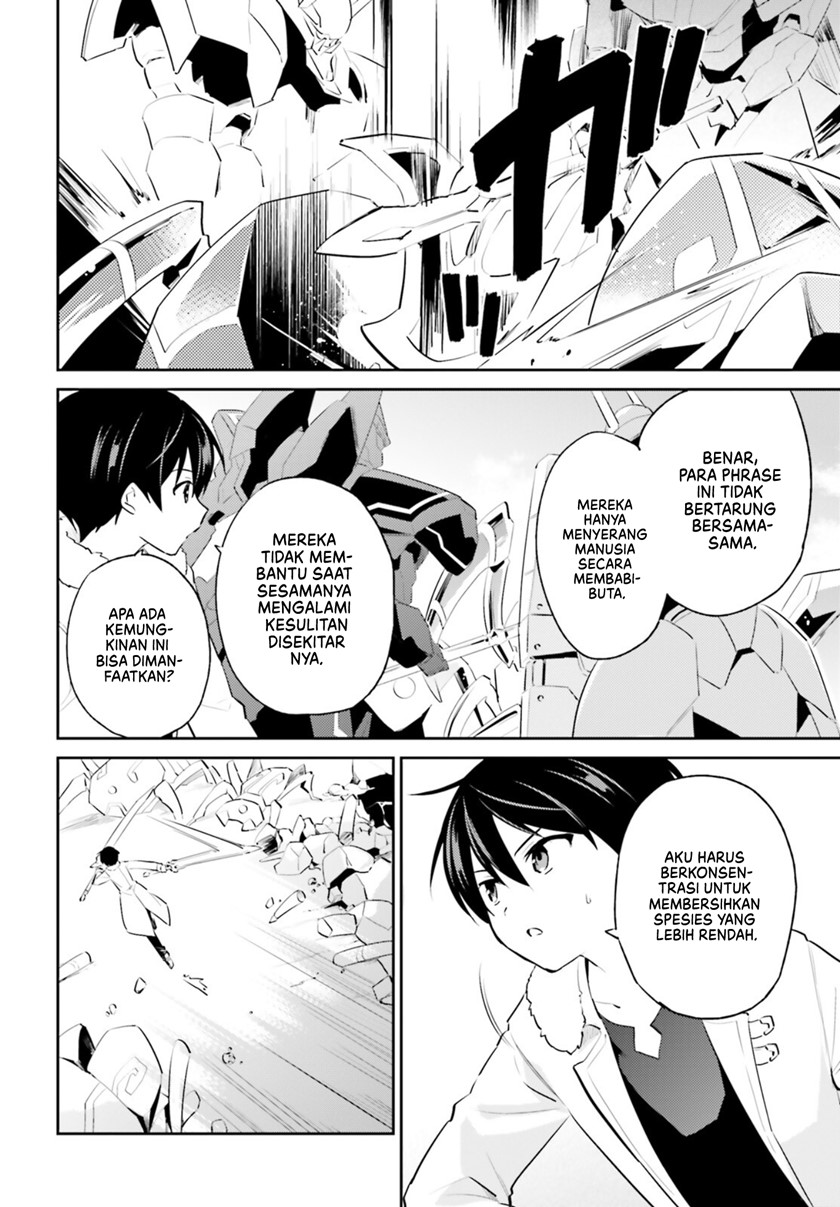 ガガガ
BENAR,
PARA PHRASE
INI TIDAK
BERTARUNG
BERSAMA-
SAMA.
MEREKA
HANYA
MENYERANG
MANUSIA
SECARA
MEMBABI-
BUTA.
MEREKA
TIDAK MEM-
BANTU SAAT
SESAMANYA
MENGALAMI
KESULITAN
DISEKITAR
NYA.
APA ADA
KEMUNG-
KINAN INI
BISA DIMAN-
FAATKAN?
AKU HARUS
BERKONSEN-
TRASI UNTUK
MEMBERSIHKAN
SPESIES YANG
LEBIH RENDAH.